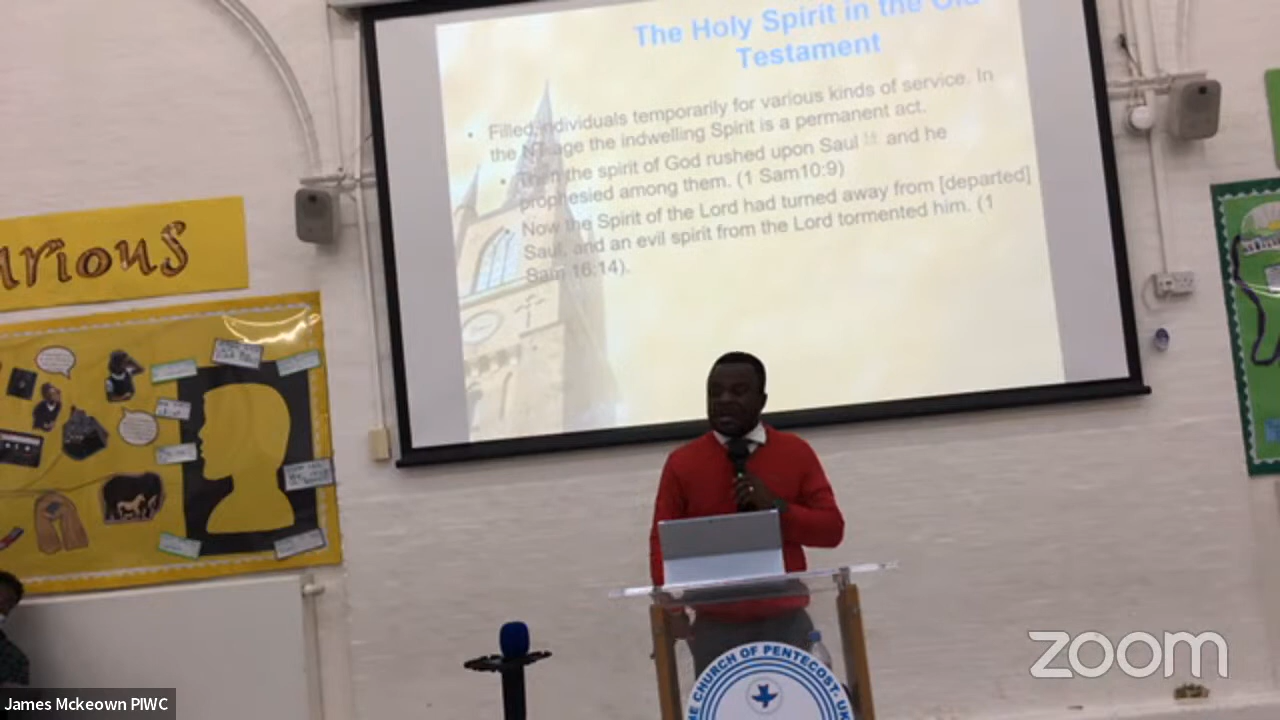 The Holy Spirit in the Old
Testament
• Filled individuals temporarily for various kinds of service. In
the NT age the indwelling Spirit is a permanent act.
• Then the spirit of God rushed upon Saul and he
prophesied among them. (1 Sam10:9)
Now the Spirit of the Lord had turned away from [departed]
Saul, and an evil spirit from the Lord tormented him. (1
Sam 16:14).
urious
CHURCH OF PENTECOST, UK
zoom
James Mckeown PIWC